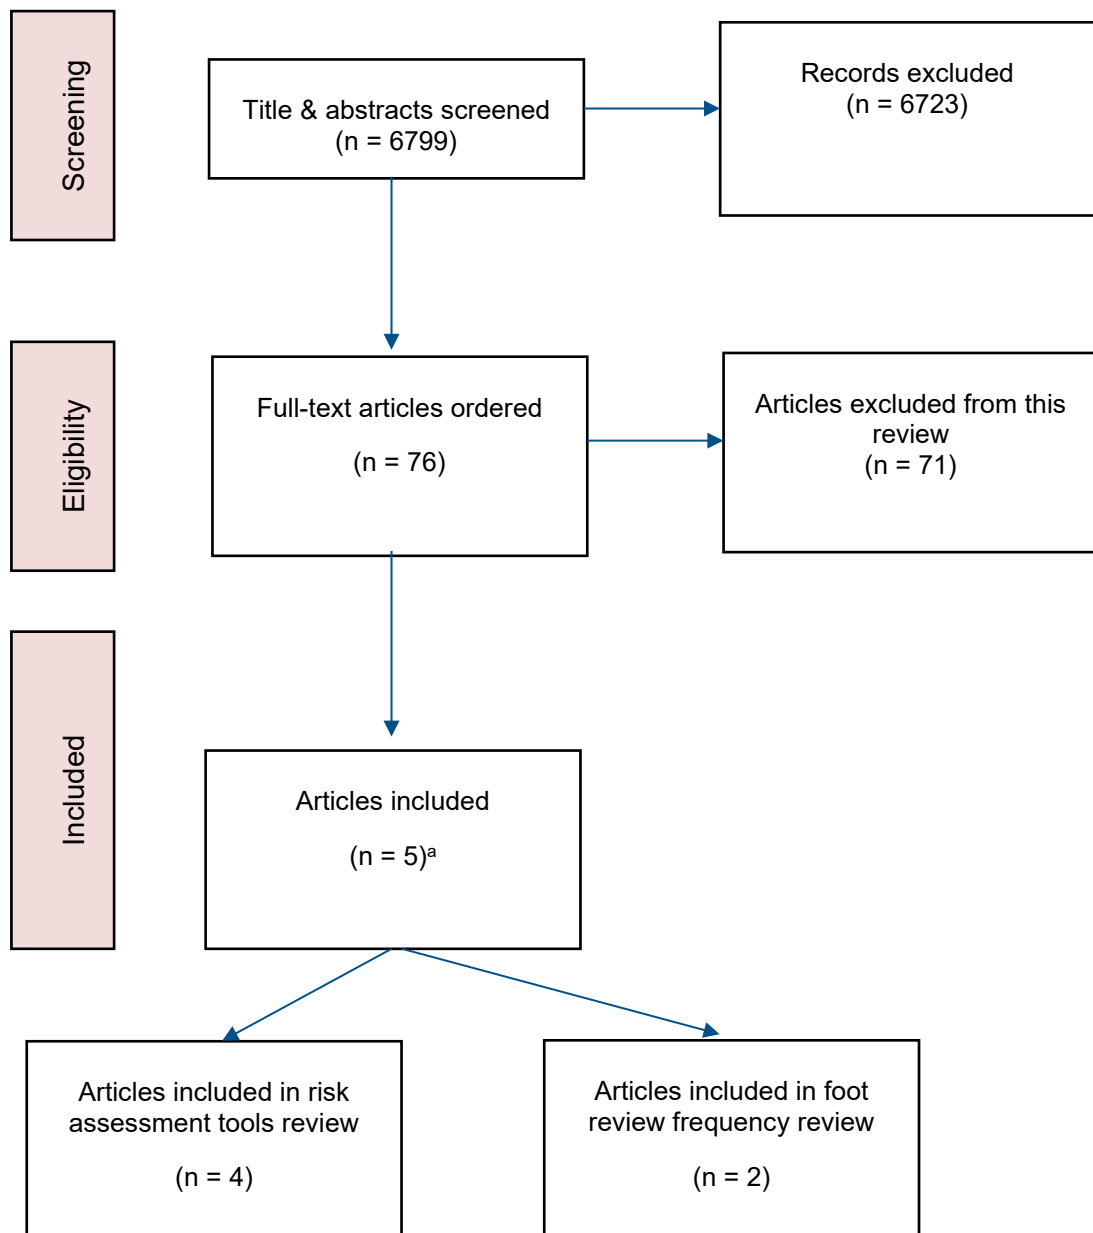 Screening
Title & abstracts screened
(n = 6799)
Records excluded
(n = 6723)
Eligibility
Full-text articles ordered
(n = 76)
Articles excluded from this
review
(n = 71)
Included
Articles included
(n = 5)ᵃ
Articles included in risk
assessment tools review
(n = 4)
Articles included in foot
review frequency review
(n = 2)